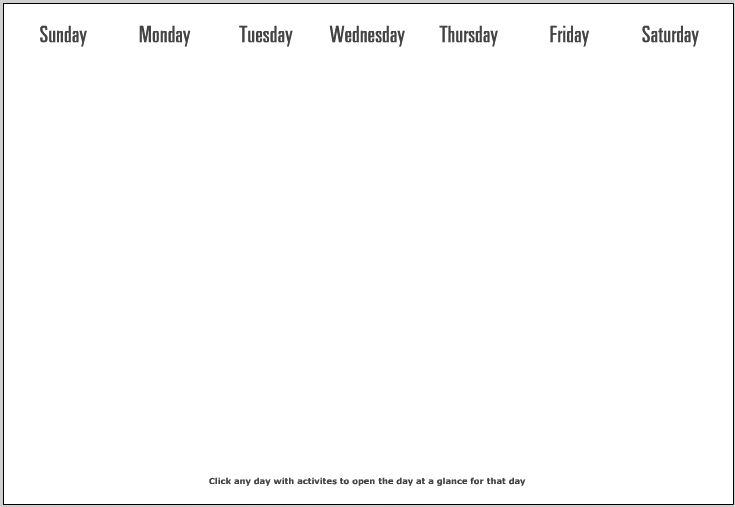 Sunday Monday Tuesday Wednesday Thursday Friday Saturday
Click any day with activites to open the day at a glance for that day